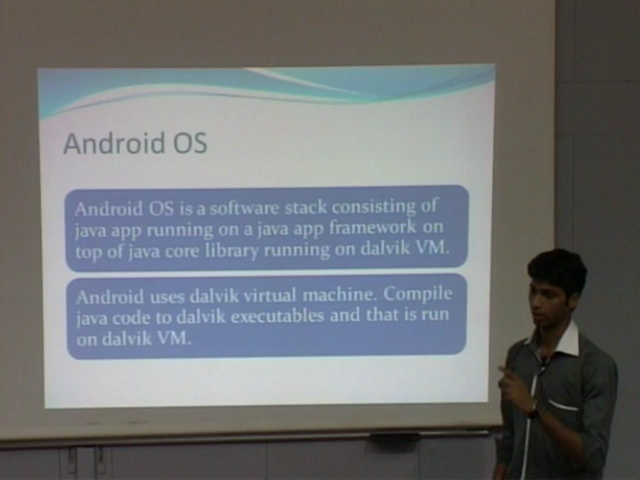 Android OS
Android OS is a software stack consisting of
java app running on a java app framework on
top of java core library running on dalvik VM.
Android uses dalvik virtual machine. Compile
java code to dalvik executables and that is run
on dalvik VM.